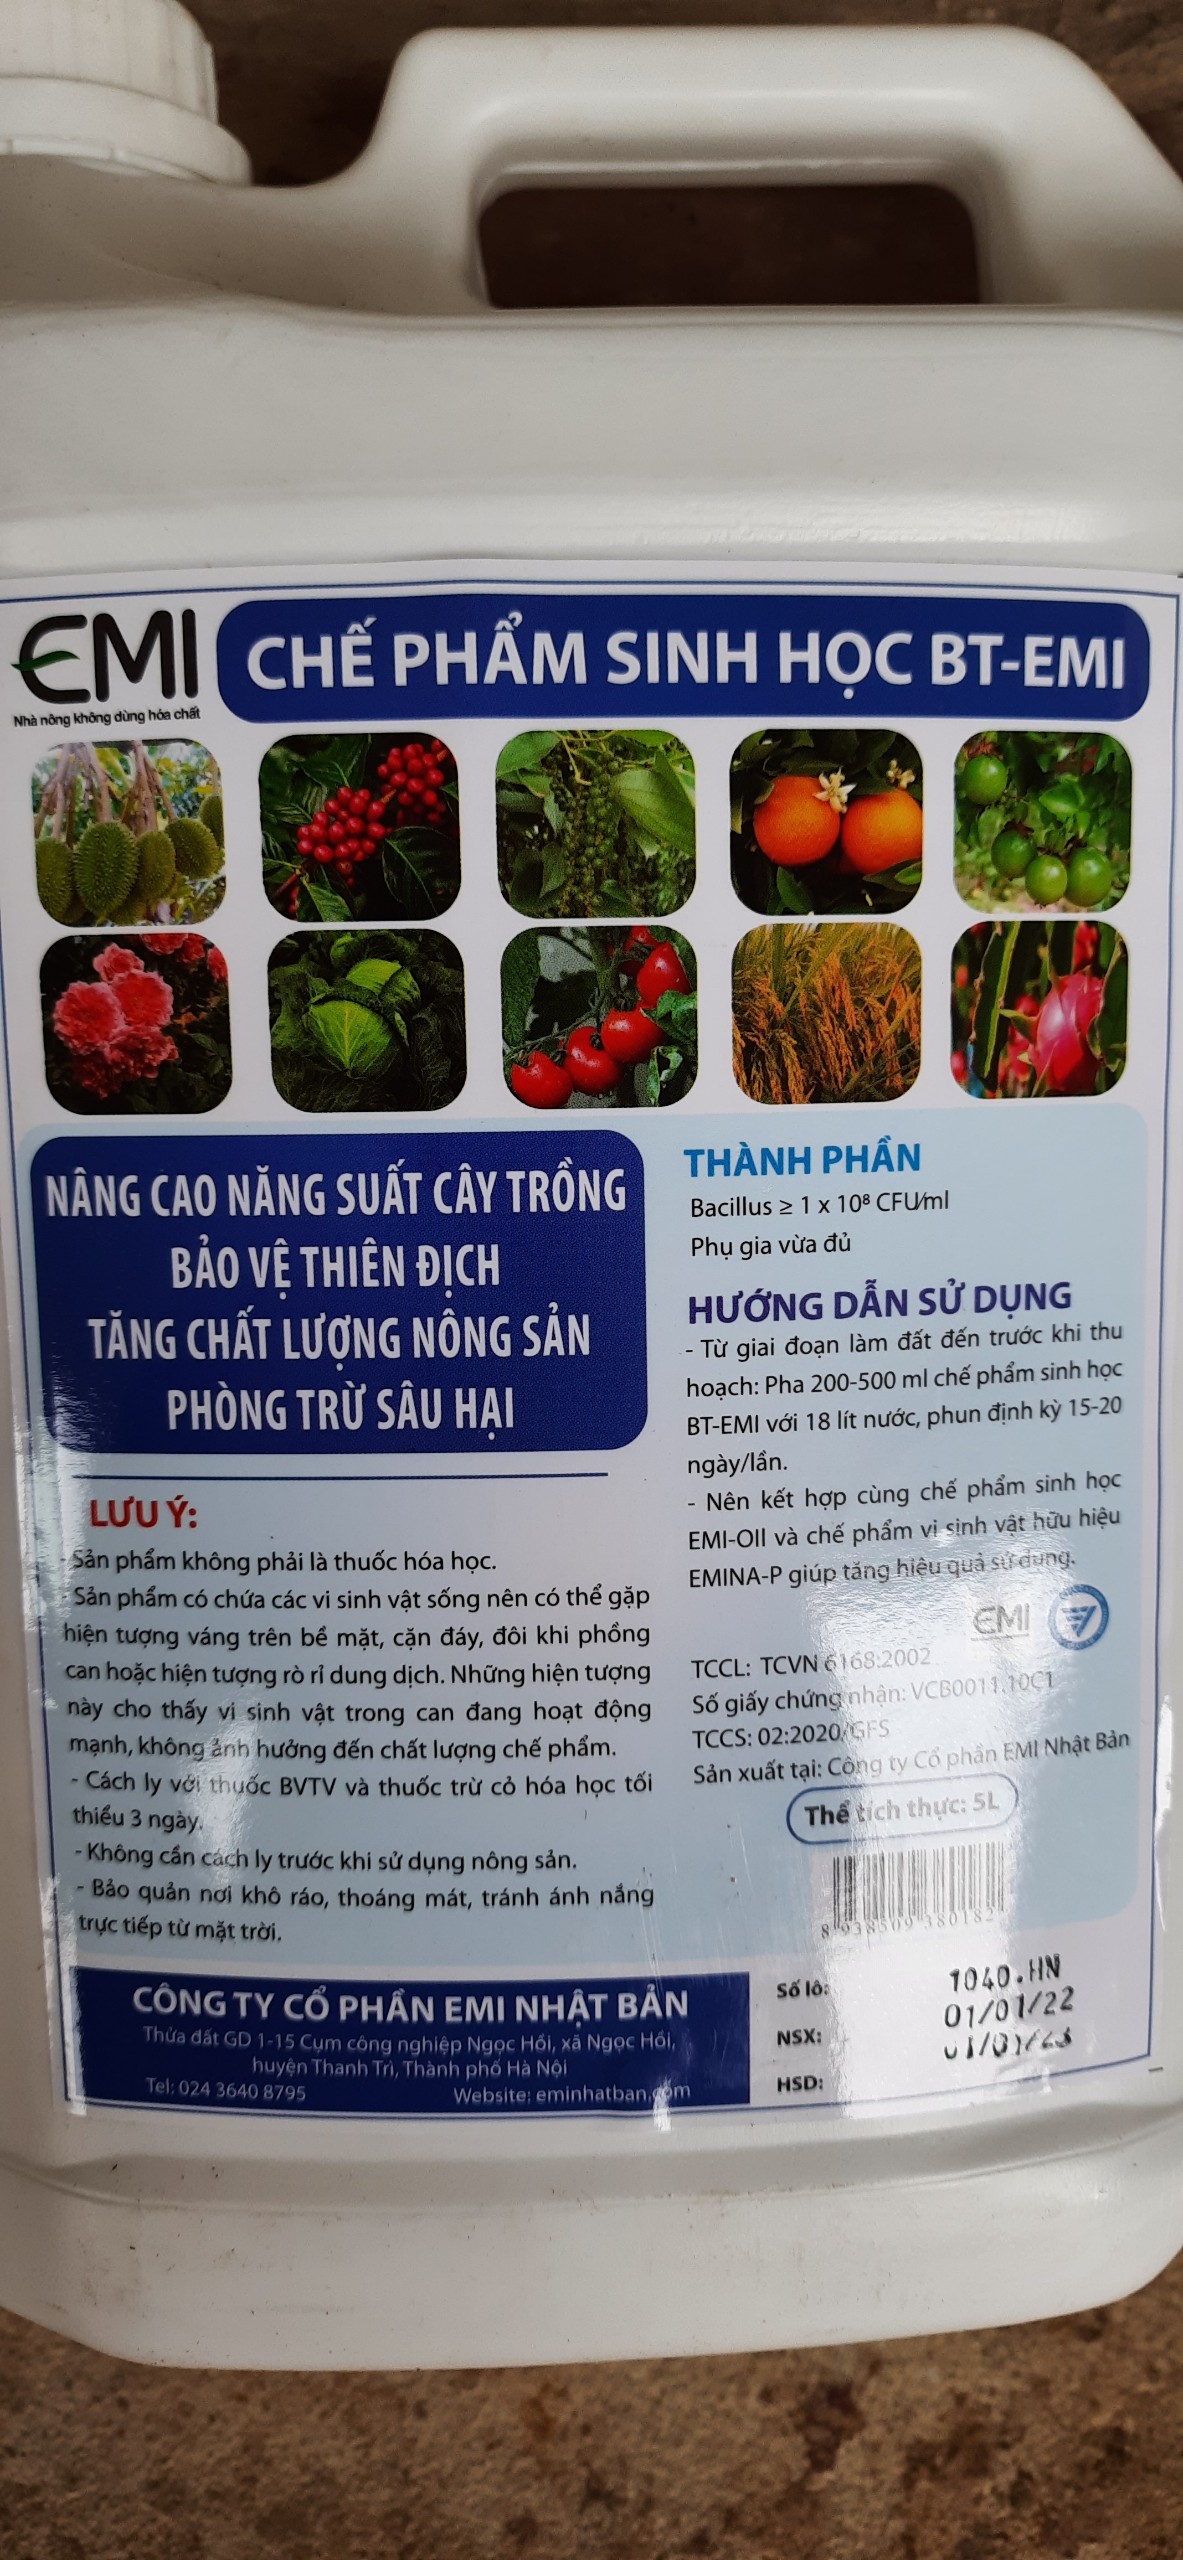 EMI
Nhà nông không dùng hóa chất
CHẾ PHẨM SINH HỌC BT-EMI
NÂNG CAO NĂNG SUẤT CÂY TRỒNG
BẢO VỆ THIÊN ĐỊCH
TĂNG CHẤT LƯỢNG NÔNG SẢN
PHÒNG TRỪ SÂU HẠI
LƯU Ý:
- Sản phẩm không phải là thuốc hóa học.
- Sản phẩm có chứa các vi sinh vật sống nên có thể gặp
hiện tượng váng trên bề mặt, cặn đáy, đôi khi phồng
can hoặc hiện tượng rò rỉ dung dịch. Những hiện tượng
này cho thấy vi sinh vật trong can đang hoạt động
mạnh, không ảnh hưởng đến chất lượng chế phẩm.
- Cách ly với thuốc BVTV và thuốc trừ cỏ hóa học tối
thiểu 3 ngày.
- Không cần cách ly trước khi sử dụng nông sản.
- Bảo quản nơi khô ráo, thoáng mát, tránh ánh nắng
trực tiếp từ mặt trời.
THÀNH PHẦN
Bacillus ≥ 1 x 10⁸ CFU/ml
Phụ gia vừa đủ
HƯỚNG DẪN SỬ DỤNG
- Từ giai đoạn làm đất đến trước khi thu
hoạch: Pha 200-500 ml chế phẩm sinh học
BT-EMI với 18 lít nước, phun định kỳ 15-20
ngày/lần.
- Nên kết hợp cùng chế phẩm sinh học
EMI-OIl và chế phẩm vi sinh vật hữu hiệu
EMINA-P giúp tăng hiệu quả sử dụng.
EMI
TCCL: TCVN 6168:2002
Số giấy chứng nhận: VCB0011.10C1
TCCS: 02:2020/GFS
Sản xuất tại: Công ty Cổ phần EMI Nhật Bản
Thể tích thực: 5L
8 938509 380182
CÔNG TY CỔ PHẦN EMI NHẬT BẢN
Thửa đất GD 1-15 Cụm công nghiệp Ngọc Hồi, xã Ngọc Hồi,
huyện Thanh Trì, Thành phố Hà Nội
Tel: 024 3640 8795 Website: eminhatban.com
Số lô: 1040.HN
NSX: 01/01/22
HSD: 01/01/23